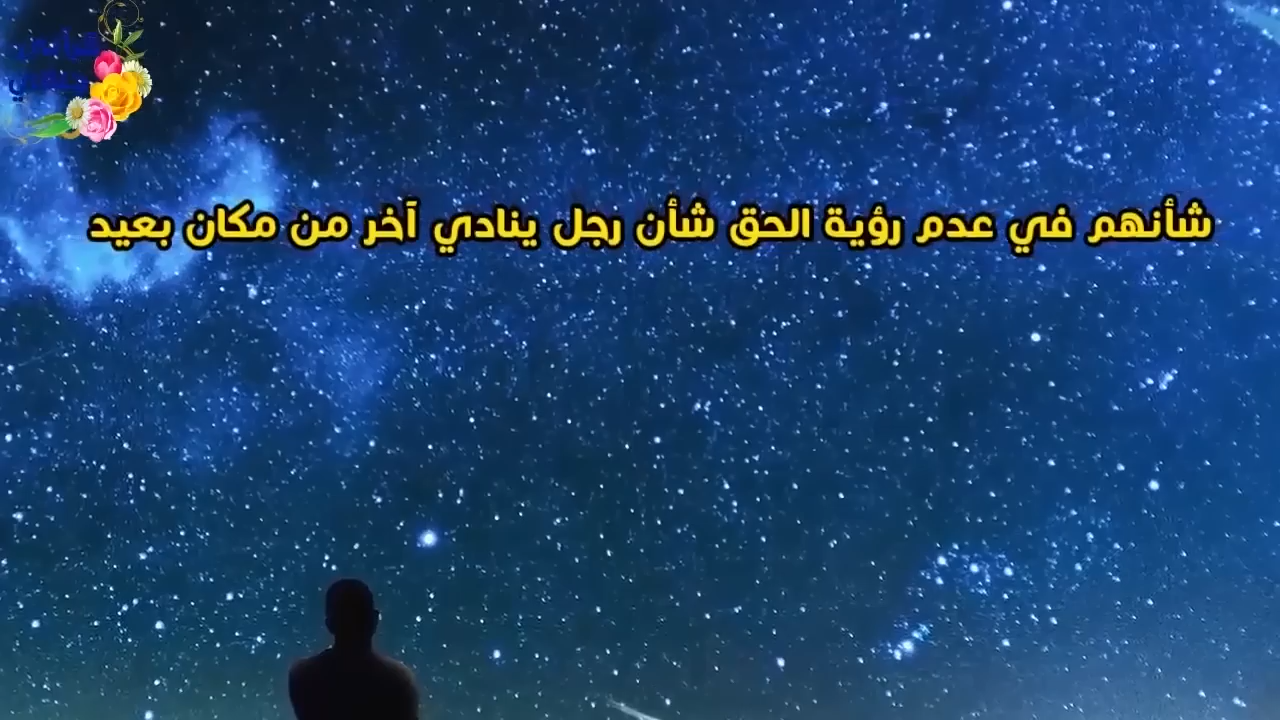 شأنهم في عدم رؤية الحق شأن رجل ينادي آخر من مكان بعيد